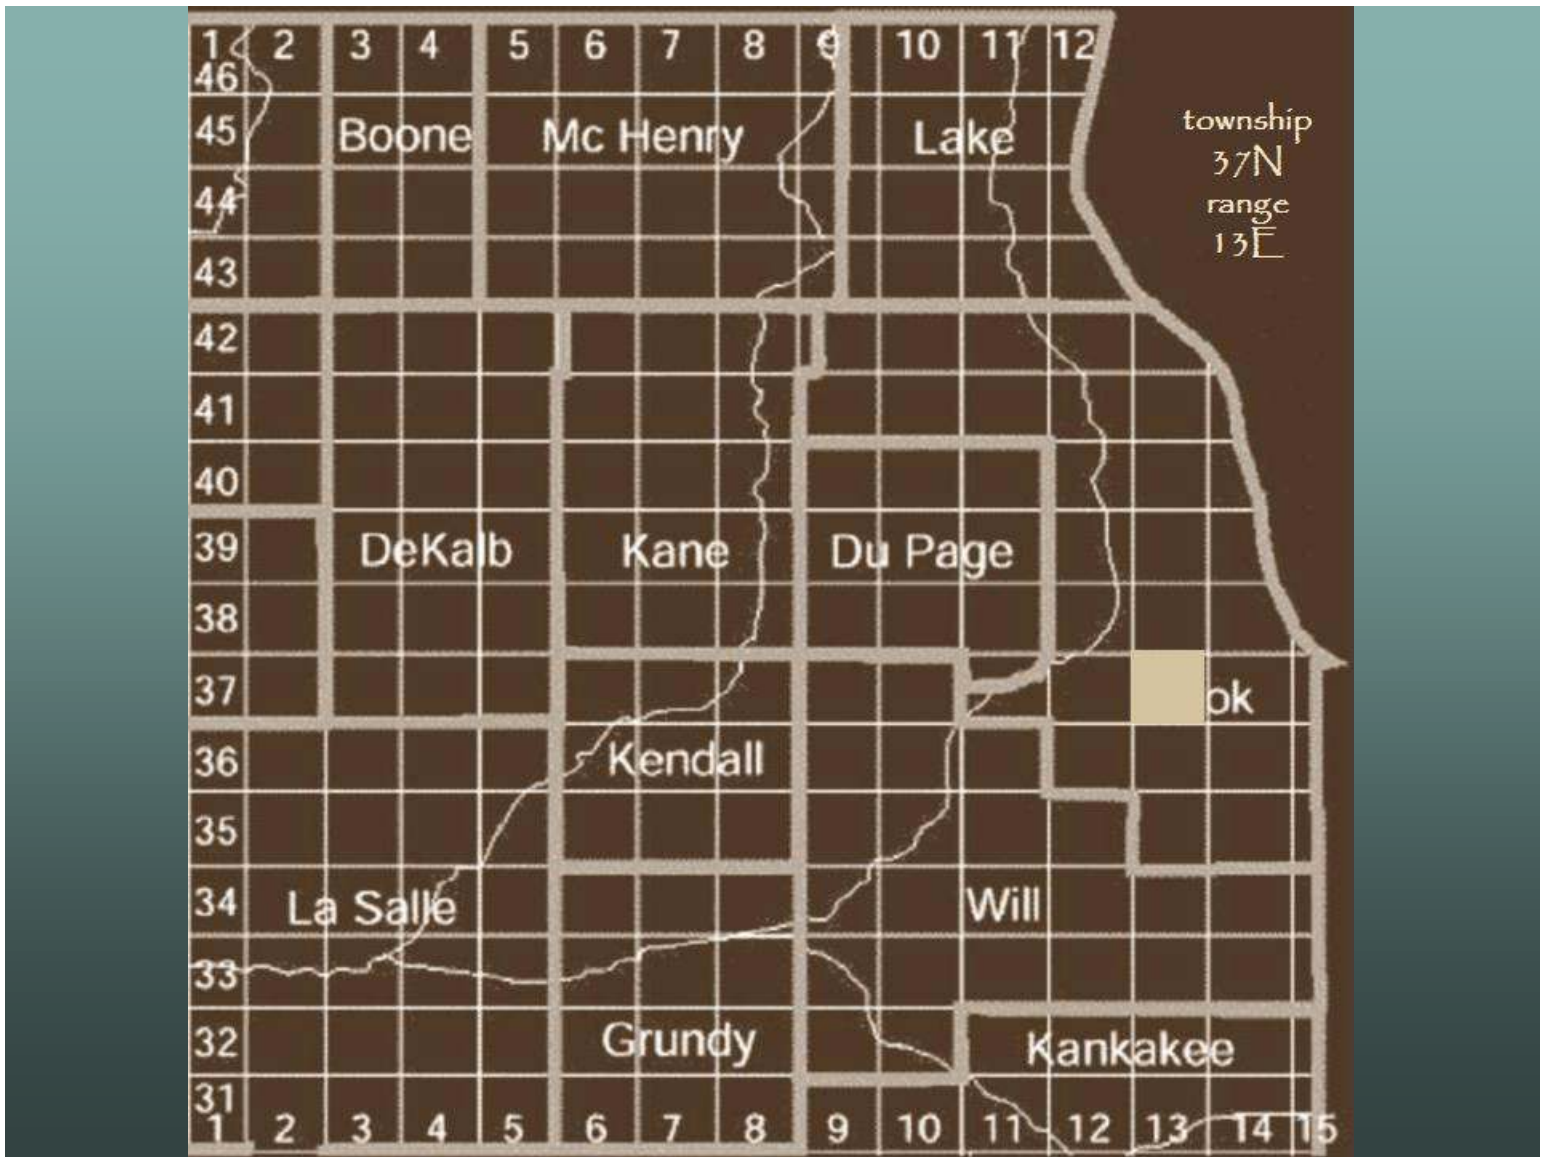 1 2 3 4 5 6 7 8 9 10 11 12
46
45 Boone Mc Henry Lake
township
37N
range
13E
44
43
42
41
40
39 DeKalb Kane Du Page
38
37 ok
36 Kendall
35
34 La Salle Will
33
32 Grundy Kankakee
31
1 2 3 4 5 6 7 8 9 10 11 12 13 14 15